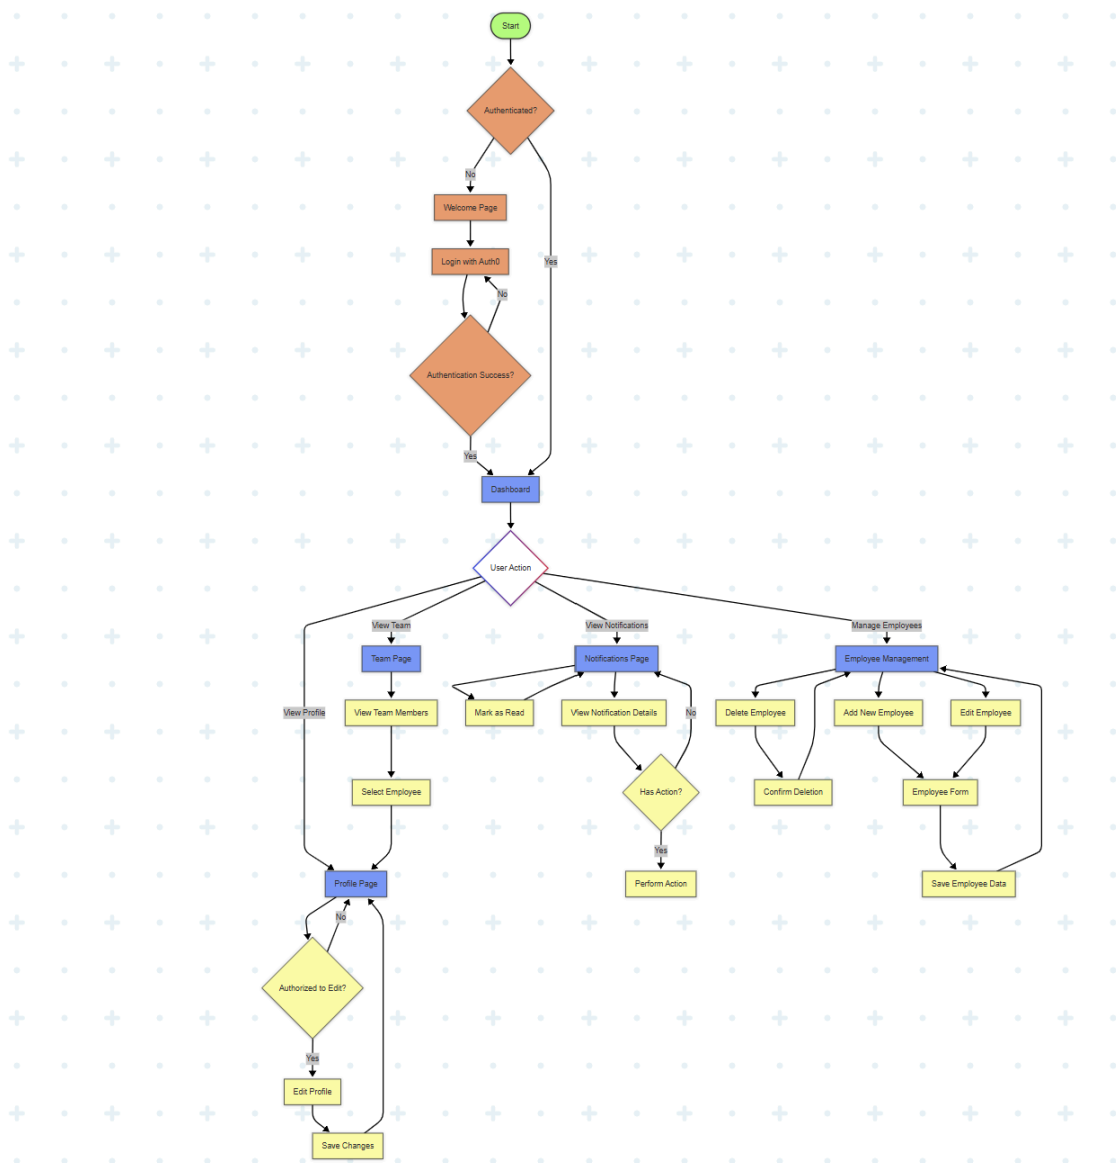 Start
Authenticated?
No
Welcome Page
Login with Auth0
Yes
No
Authentication Success?
Yes
Dashboard
User Action
View Team
View Notifications
Manage Employees
Team Page
Notifications Page
Employee Management
View Profile
View Team Members
Mark as Read
View Notification Details
No
Delete Employee
Add New Employee
Edit Employee
Select Employee
Has Action?
Confirm Deletion
Employee Form
Yes
Profile Page
Perform Action
Save Employee Data
No
Authorized to Edit?
Yes
Edit Profile
Save Changes